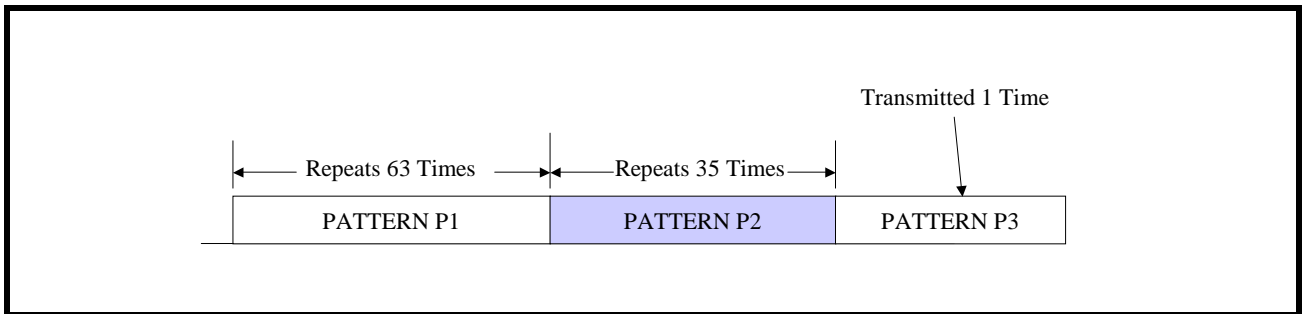 Transmitted 1 Time
Repeats 63 Times
Repeats 35 Times
PATTERN P1
PATTERN P2
PATTERN P3